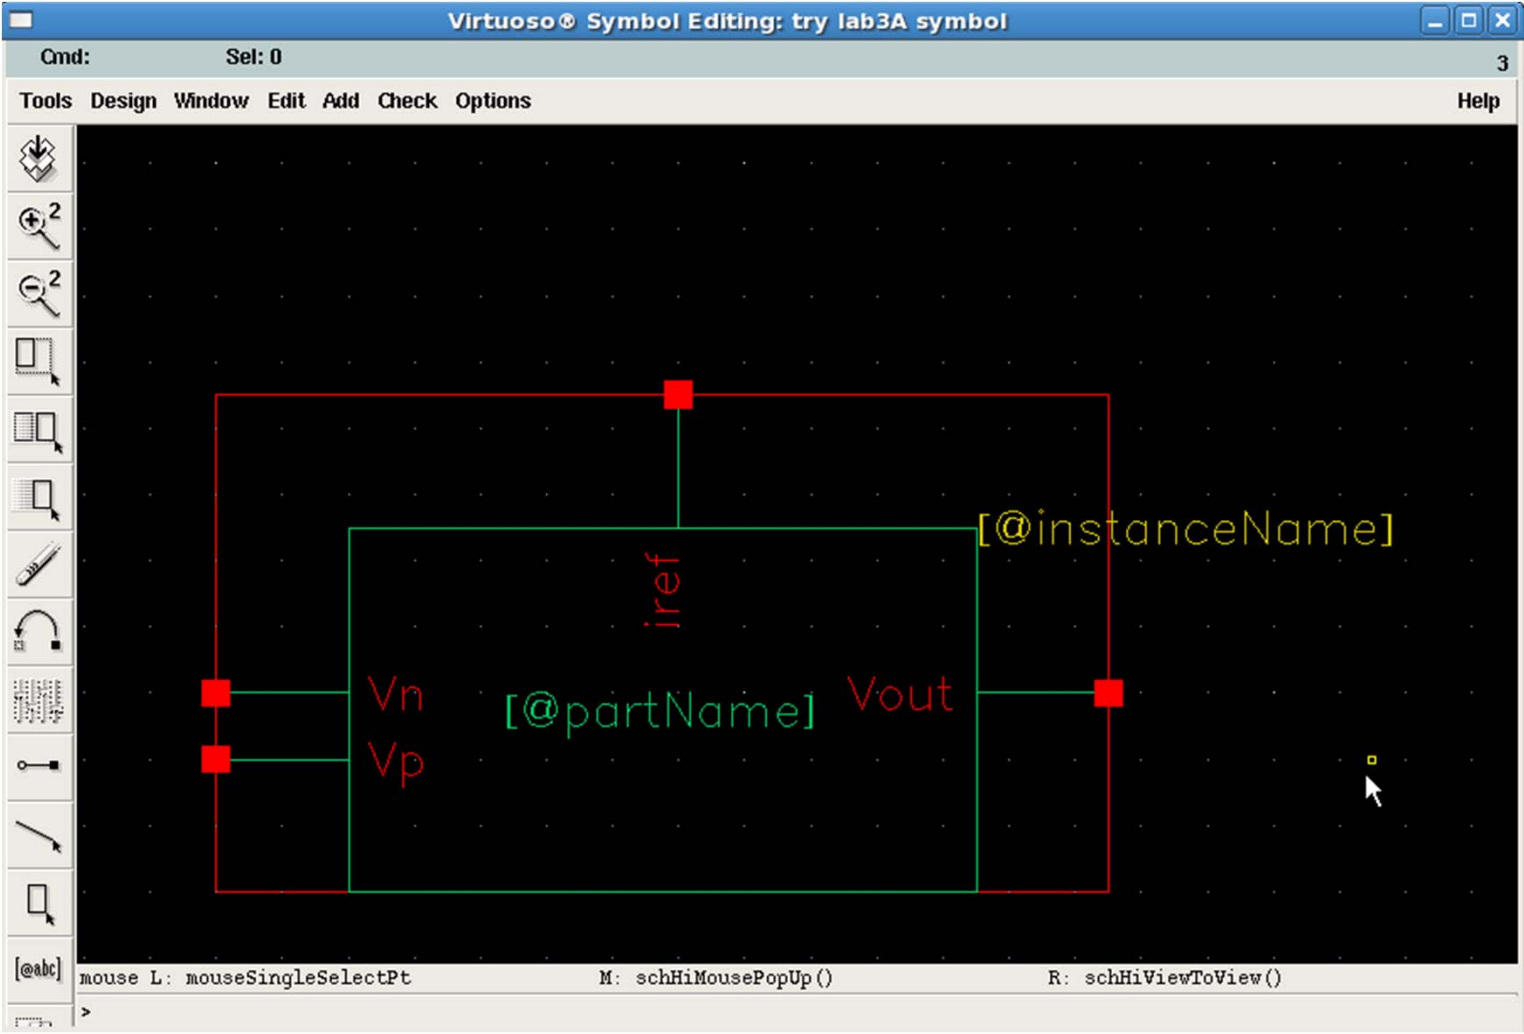 Virtuoso® Symbol Editing: try lab3A symbol
Cmd: Sel: 0 3
Tools Design Window Edit Add Check Options Help
2
2
[@instanceName]
iref
Vn [@partName] Vout
Vp
[@abc]
mouse L: mouseSingleSelectPt M: schHiMousePopUp() R: schHiViewToView()
>